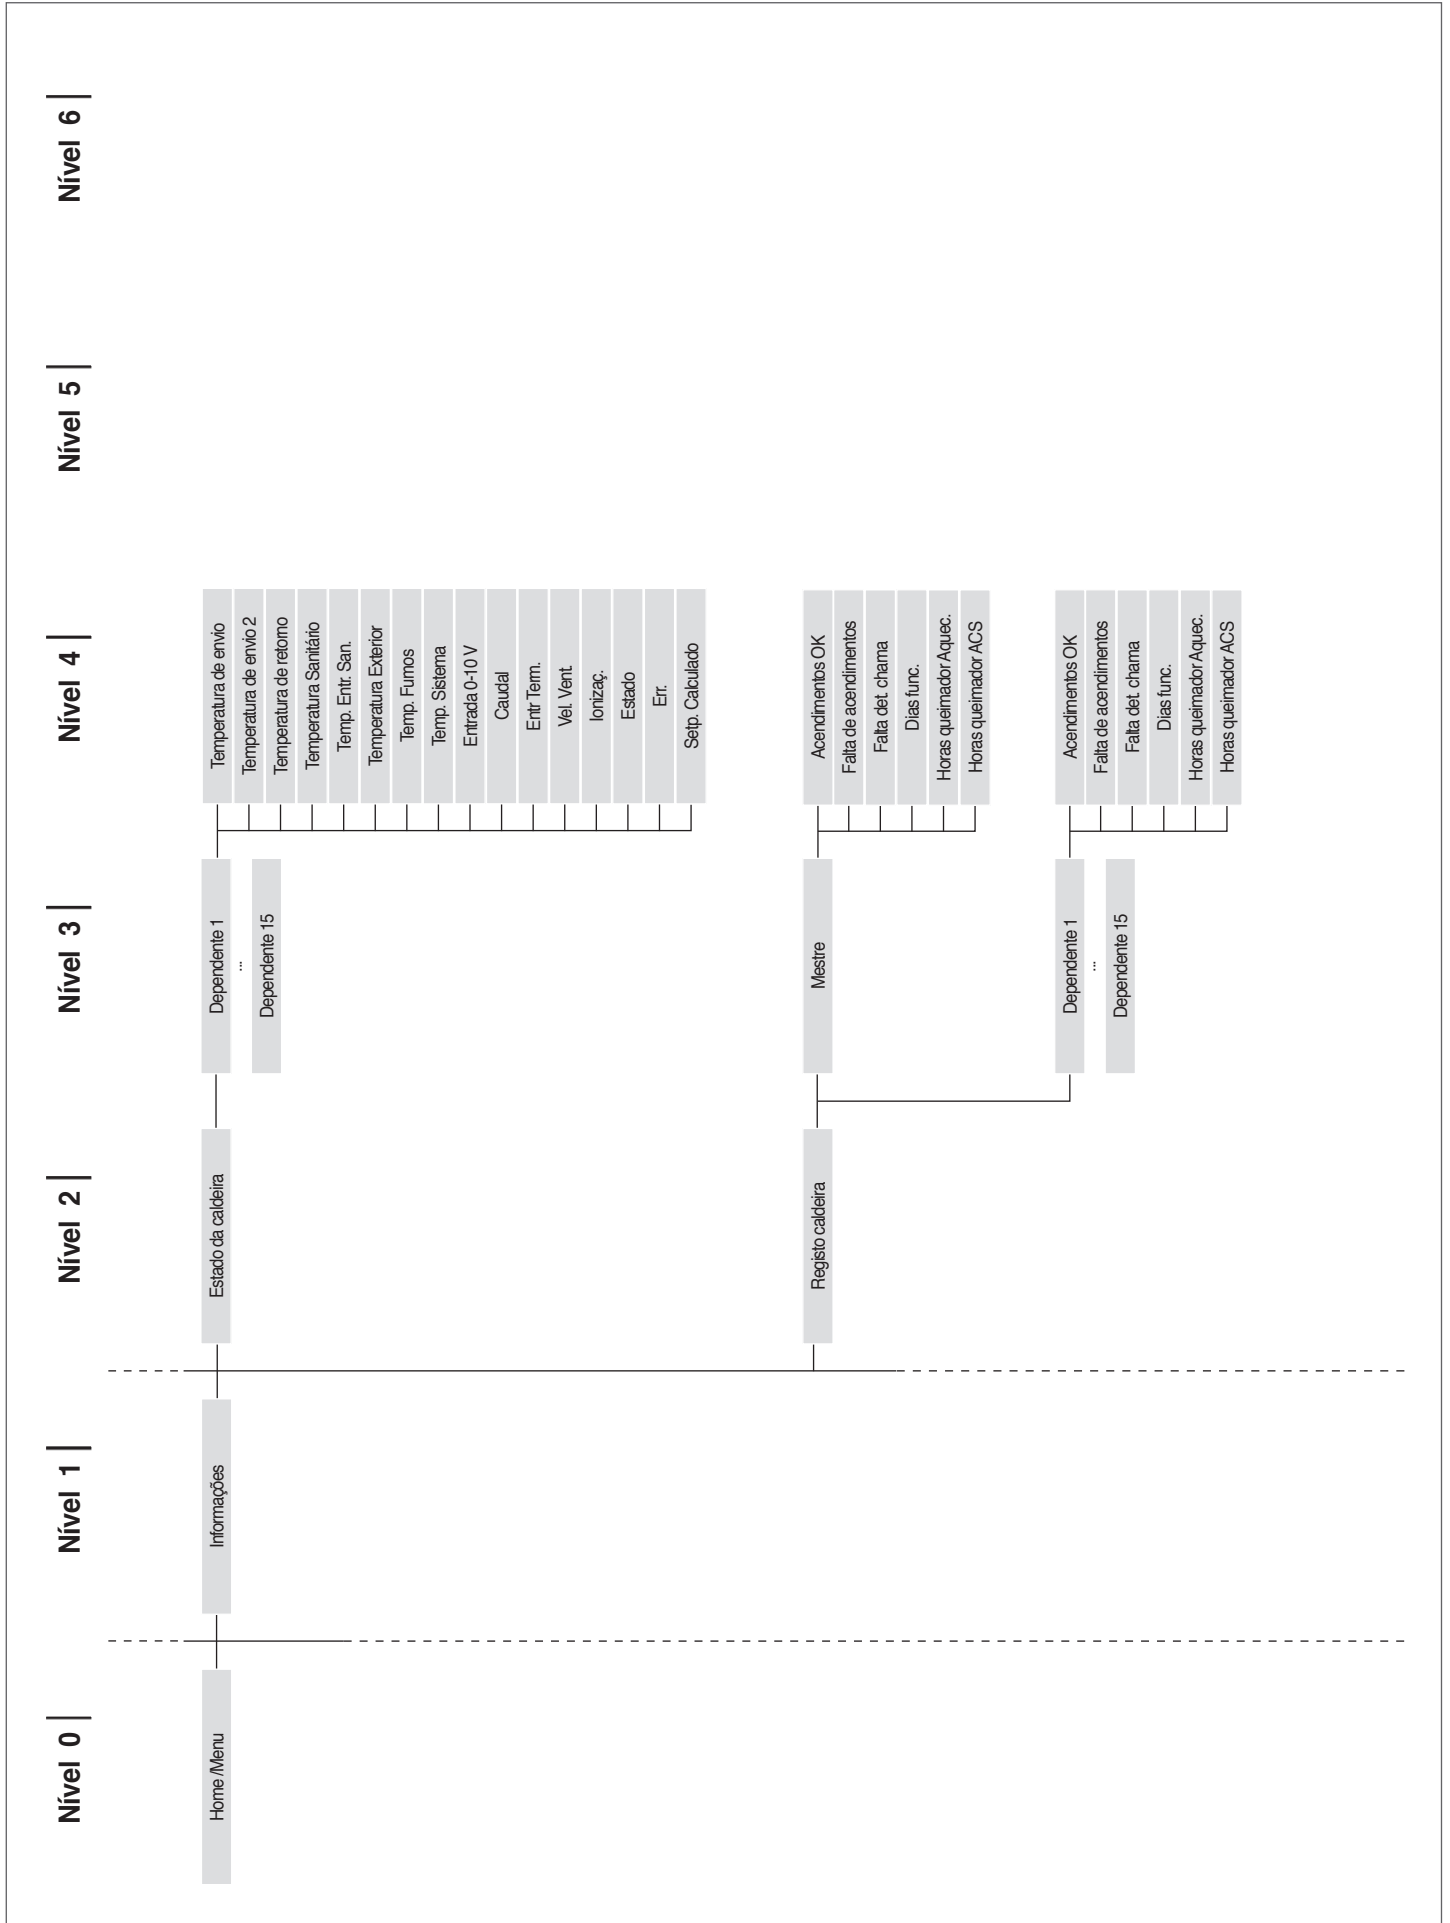 Nível 0
Nível 1
Nível 2
Nível 3
Nível 4
Nível 5
Nível 6
Home /Menu
Informações
Estado da caldeira
Dependente 1
...
Dependente 15
Temperatura de envio
Temperatura de envio 2
Temperatura de retorno
Temperatura Sanitário
Temp. Entr. San.
Temperatura Exterior
Temp. Fumos
Temp. Sistema
Entrada 0-10 V
Caudal
Entr Term.
Vel. Vent.
Ionizaç.
Estado
Err.
Setp. Calculado
Registo caldeira
Mestre
Acendimentos OK
Falta de acendimentos
Falta det. chama
Dias func.
Horas queimador Aquec.
Horas queimador ACS
Dependente 1
...
Dependente 15
Acendimentos OK
Falta de acendimentos
Falta det. chama
Dias func.
Horas queimador Aquec.
Horas queimador ACS